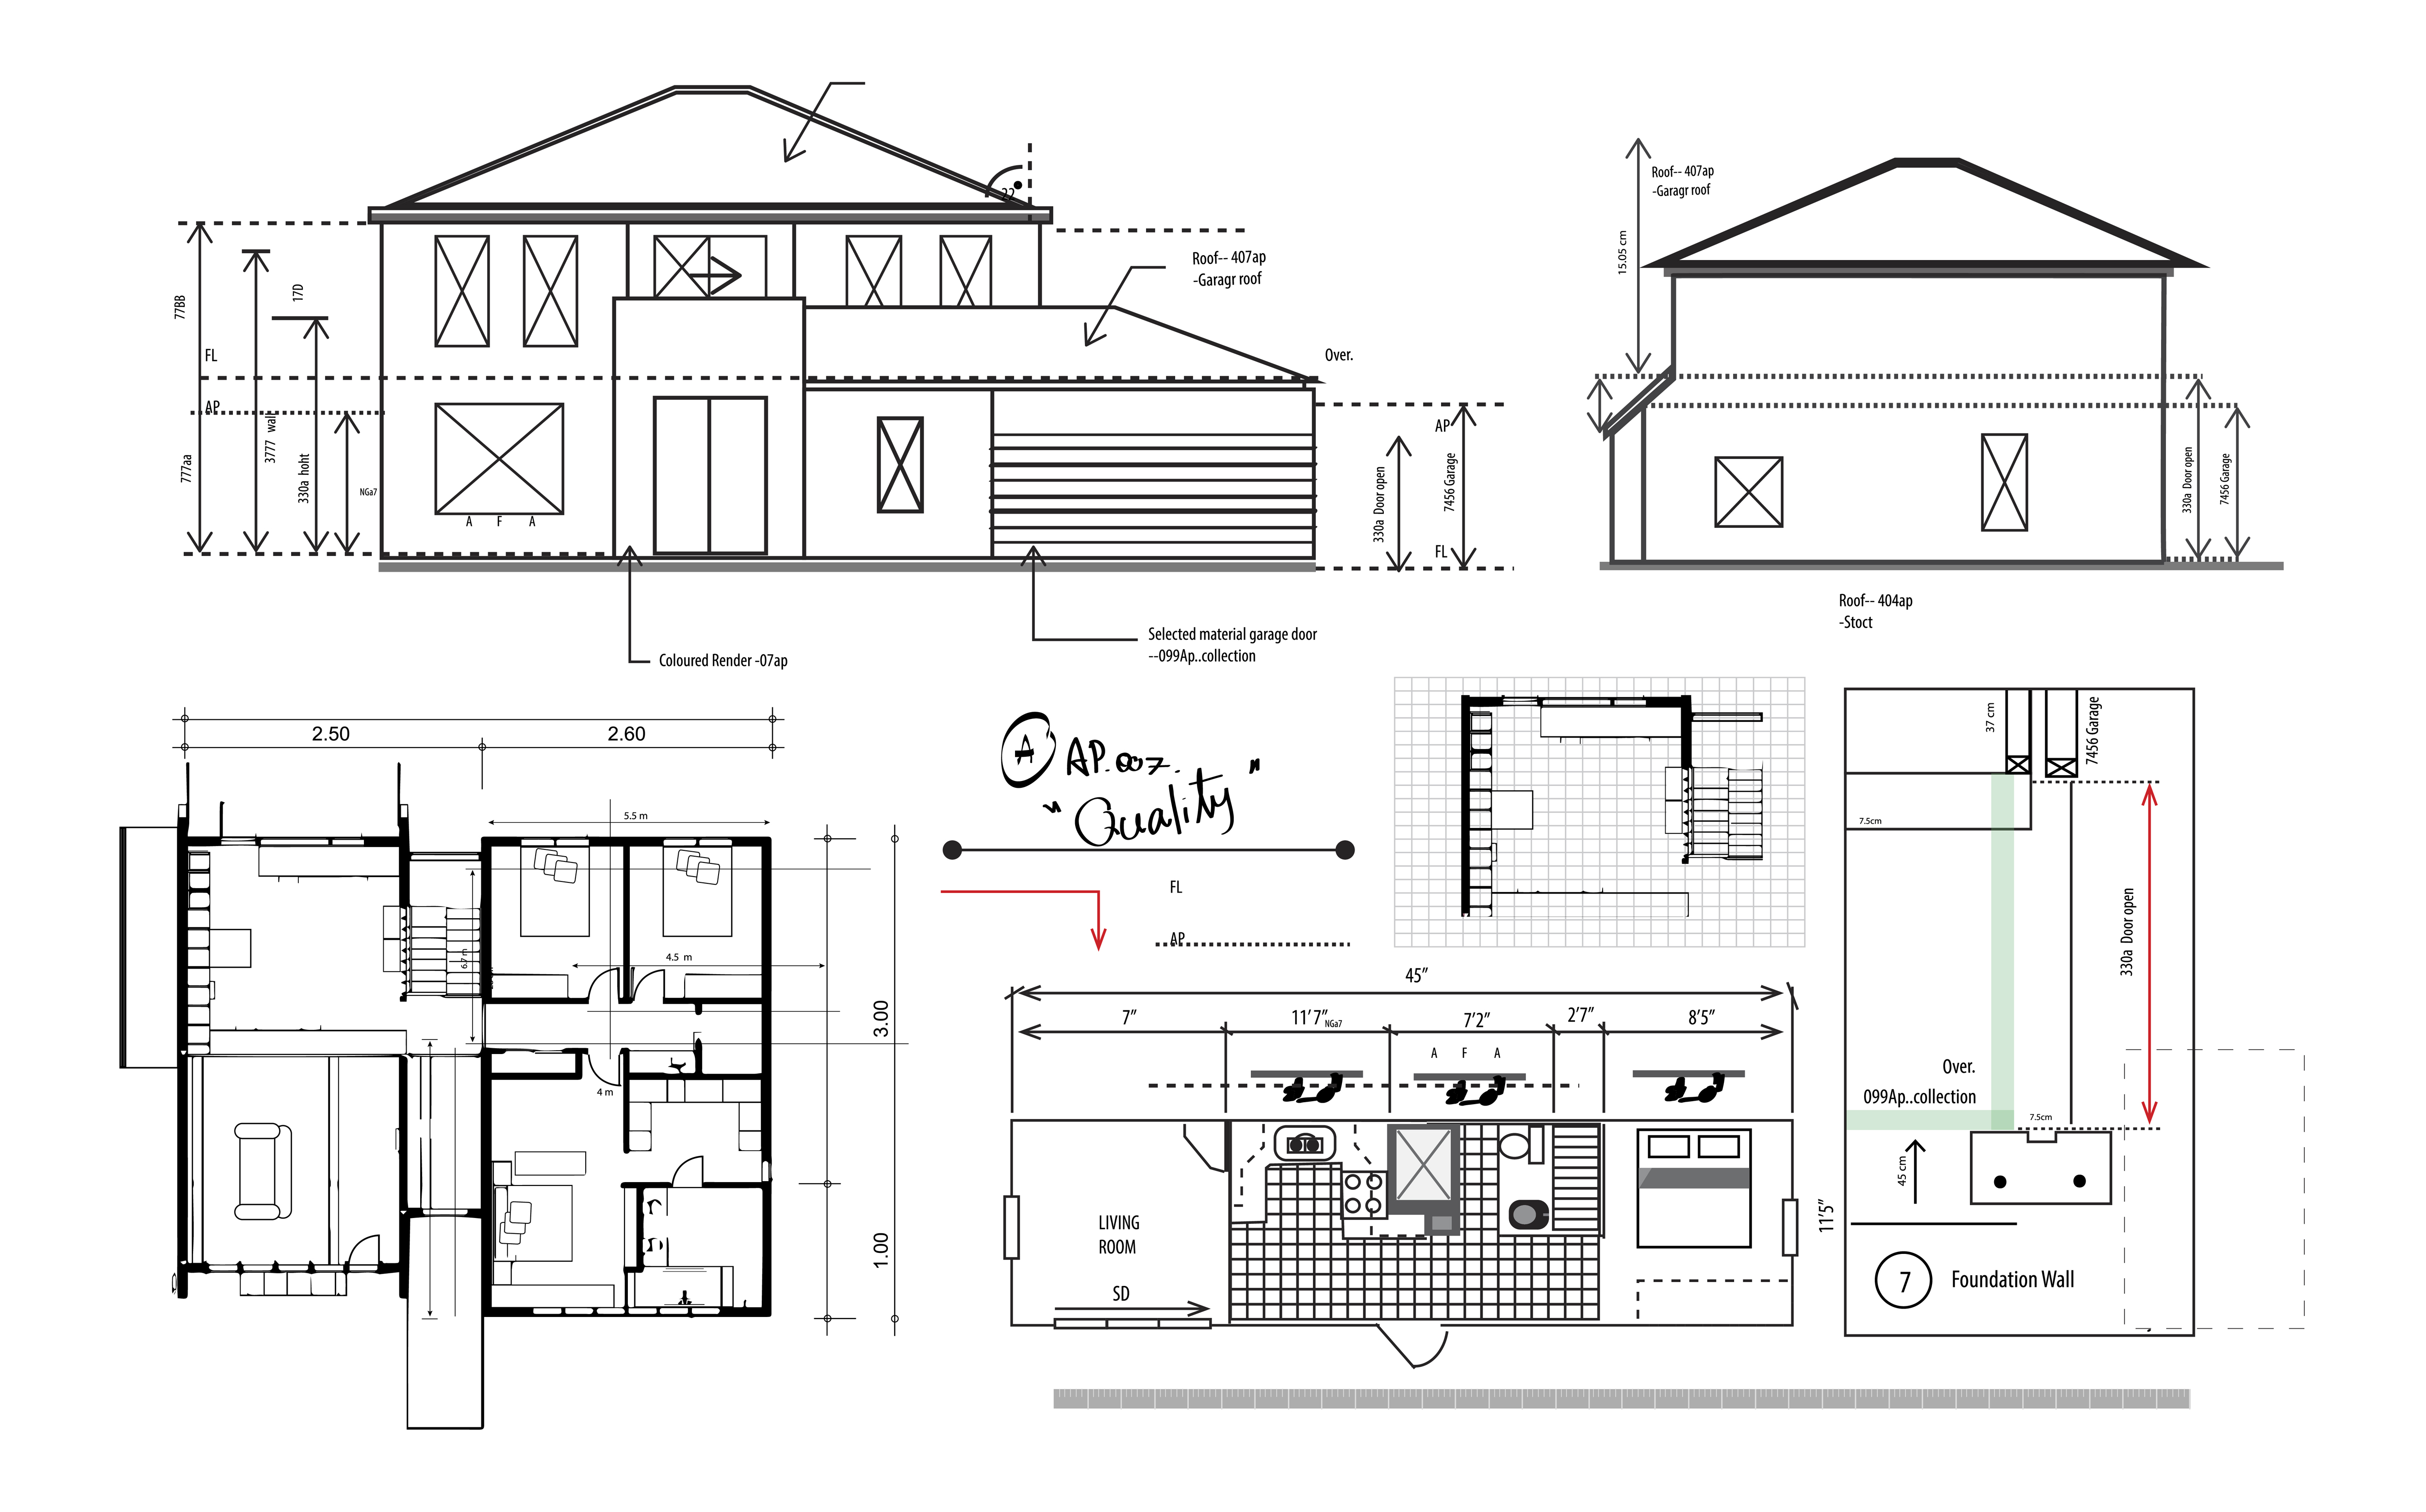 22
Roof-- 407ap
-Garagr roof
77BB
17D
FL
AP
777aa
3777 wall
330a hoht
NGa7
A F A
Over.
AP
330a Door open
7456 Garage
FL
Coloured Render -07ap
Selected material garage door
--099Ap..collection
Roof-- 407ap
-Garagr roof
15.05 cm
330a Door open
7456 Garage
Roof-- 404ap
-Stoct
2.50
2.60
5.5 m
6.7 m
4.5 m
4 m
3.00
1.00
A AP.007.
"Quality"
FL
AP
45”
7”
11’7”
NGa7
7’2”
2’7”
8’5”
A F A
LIVING
ROOM
SD
11’5”
37 cm
7456 Garage
7.5cm
330a Door open
Over.
099Ap..collection
7.5cm
45 cm
7 Foundation Wall